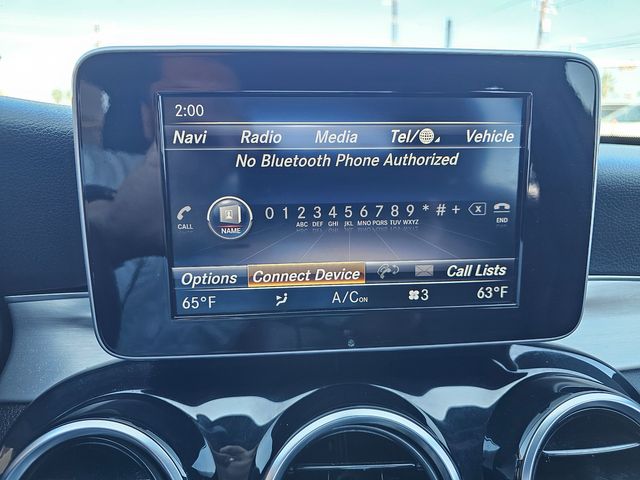 2:00
Navi Radio Media Tel/ Vehicle
No Bluetooth Phone Authorized
0 1 2 3 4 5 6 7 8 9 * # +
ABC DEF GHI JKL MNO PQRS TUV WXYZ
CALL NAME END
Options Connect Device Call Lists
65°F A/C ON 3 63°F